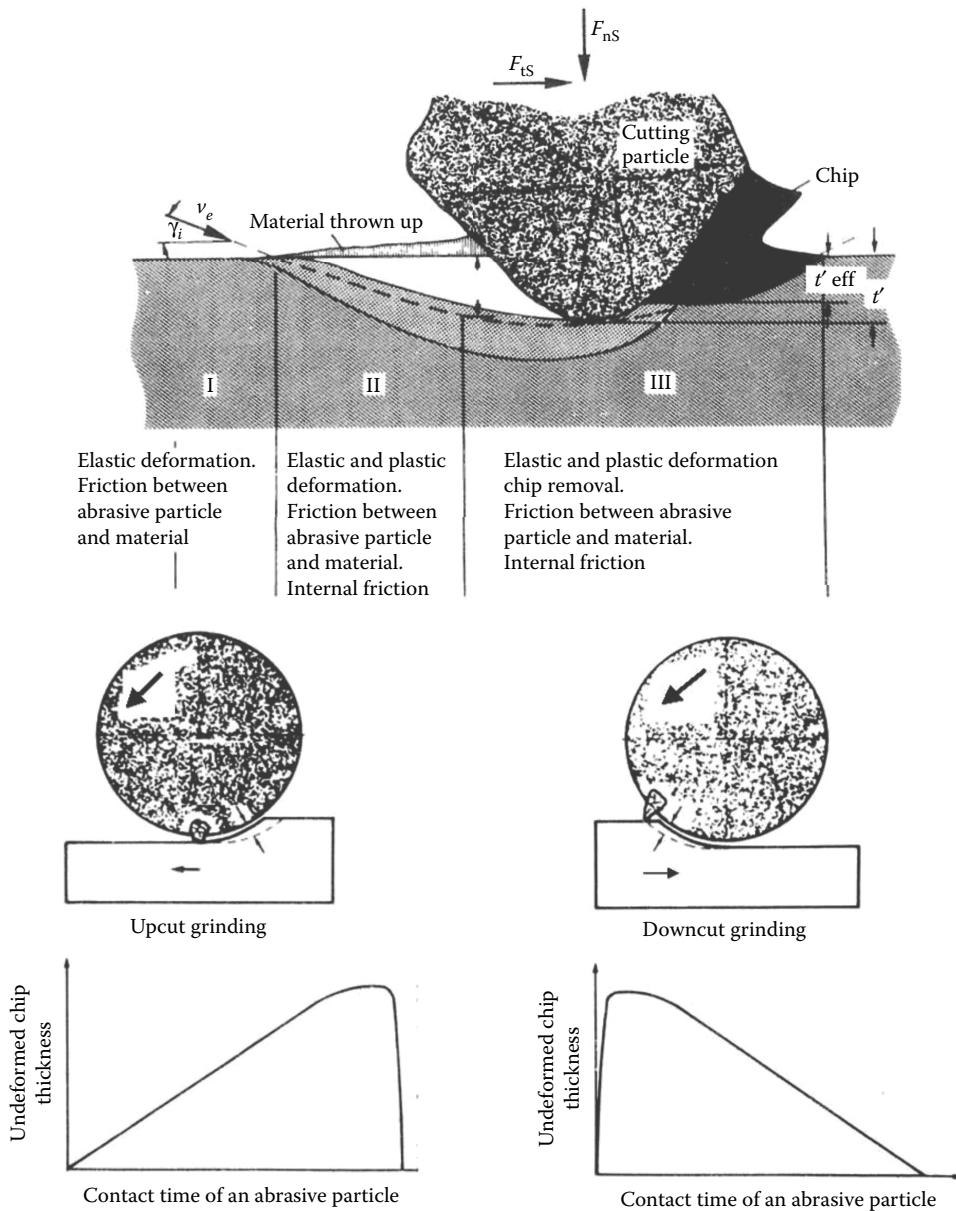 F_nS
F_tS
Cutting
particle
Chip
v_e
γ_i
Material thrown up
t′ eff
t′
I
II
III
Elastic deformation.
Friction between
abrasive particle
and material
Elastic and plastic
deformation.
Friction between
abrasive particle
and material.
Internal friction
Elastic and plastic deformation
chip removal.
Friction between abrasive
particle and material.
Internal friction
Upcut grinding
Downcut grinding
Undeformed chip
thickness
Contact time of an abrasive particle
Undeformed chip
thickness
Contact time of an abrasive particle